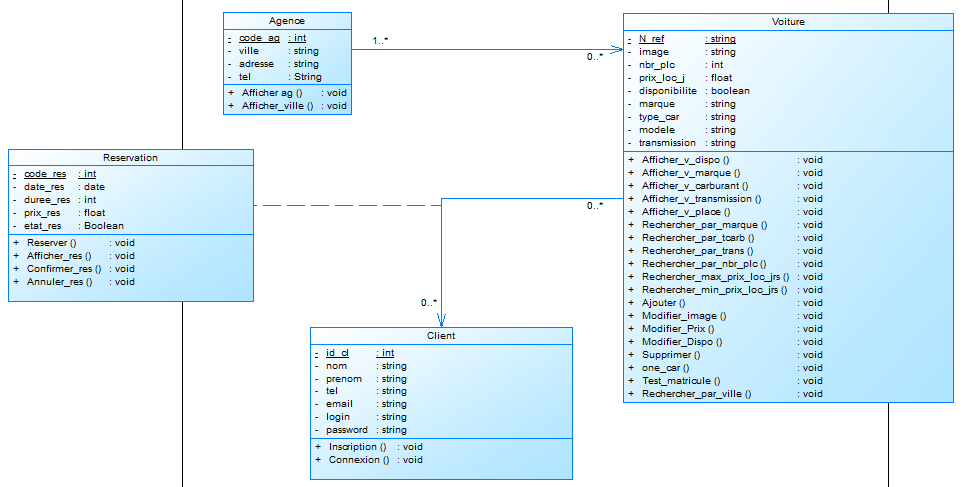 Agence
- code_ag : int
- ville : string
- adresse : string
- tel : String
+ Afficher ag () : void
+ Afficher_ville () : void
1..*
0..*
Voiture
- N_ref : string
- image : string
- nbr_plc : int
- prix_loc_j : float
- disponibilite : boolean
- marque : string
- type_car : string
- modele : string
- transmission : string
+ Afficher_v_dispo () : void
+ Afficher_v_marque () : void
+ Afficher_v_carburant () : void
+ Afficher_v_transmission () : void
+ Afficher_v_place () : void
+ Rechercher_par_marque () : void
+ Rechercher_par_tcarb () : void
+ Rechercher_par_trans () : void
+ Rechercher_par_nbr_plc () : void
+ Rechercher_max_prix_loc_jrs () : void
+ Rechercher_min_prix_loc_jrs () : void
+ Ajouter () : void
+ Modifier_image () : void
+ Modifier_Prix () : void
+ Modifier_Dispo () : void
+ Supprimer () : void
+ one_car () : void
+ Test_matricule () : void
+ Rechercher_par_ville () : void
Reservation
- code_res : int
- date_res : date
- duree_res : int
- prix_res : float
- etat_res : Boolean
+ Reserver () : void
+ Afficher_res () : void
+ Confirmer_res () : void
+ Annuler_res () : void
0..*
0..*
Client
- id_cl : int
- nom : string
- prenom : string
- tel : string
- email : string
- login : string
- password : string
+ Inscription () : void
+ Connexion () : void